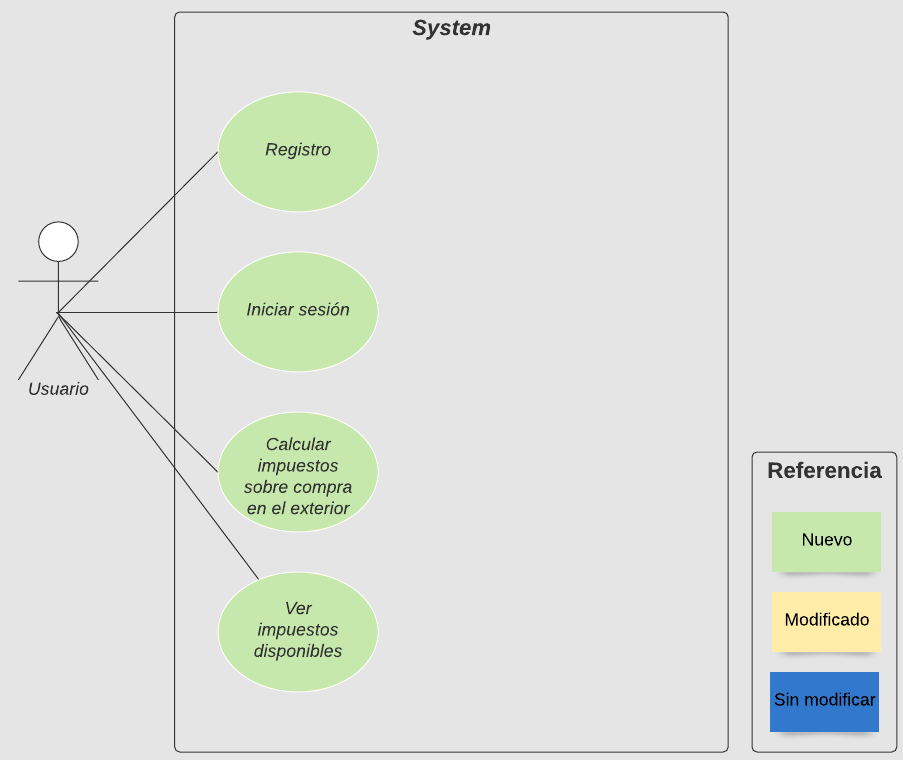 System
Registro
Iniciar sesión
Usuario
Calcular
impuestos
sobre compra
en el exterior
Ver
impuestos
disponibles
Referencia
Nuevo
Modificado
Sin modificar